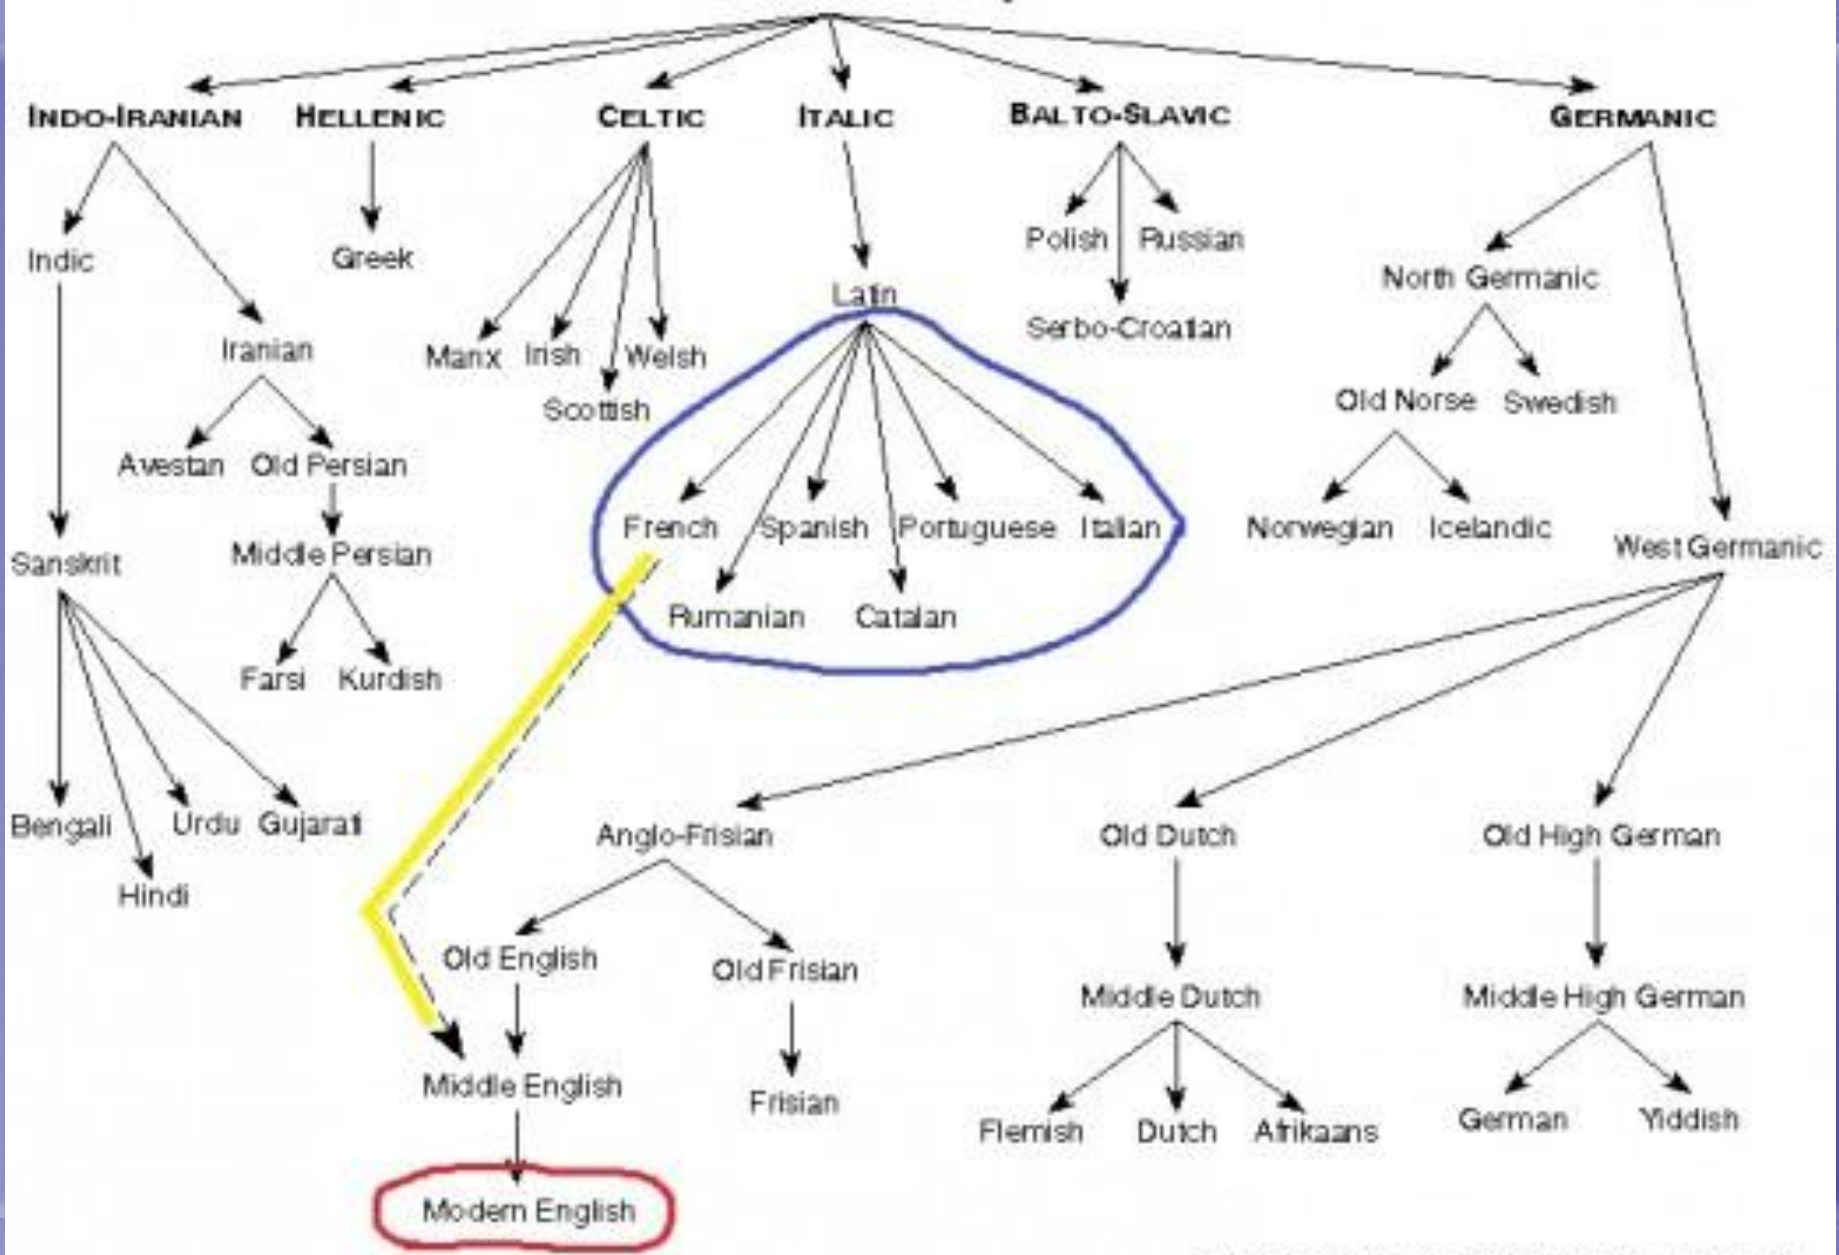 INDO-IRANIAN HELLENIC CELTIC ITALIC BALTO-SLAVIC GERMANIC
Indic Greek Polish Russian
North Germanic
Latin
Serbo-Croatian
Iranian Manx Irish Welsh
Scottish Old Norse Swedish
Avestan Old Persian
French Spanish Portuguese Italian Norwegian Icelandic
Sanskrit Middle Persian West Germanic
Rumanian Catalan
Farsi Kurdish
Bengali Urdu Gujarati Anglo-Frisian Old Dutch Old High German
Hindi
Old English Old Frisian
Middle Dutch Middle High German
Middle English Frisian
Flemish Dutch Afrikaans German Yiddish
Modern English